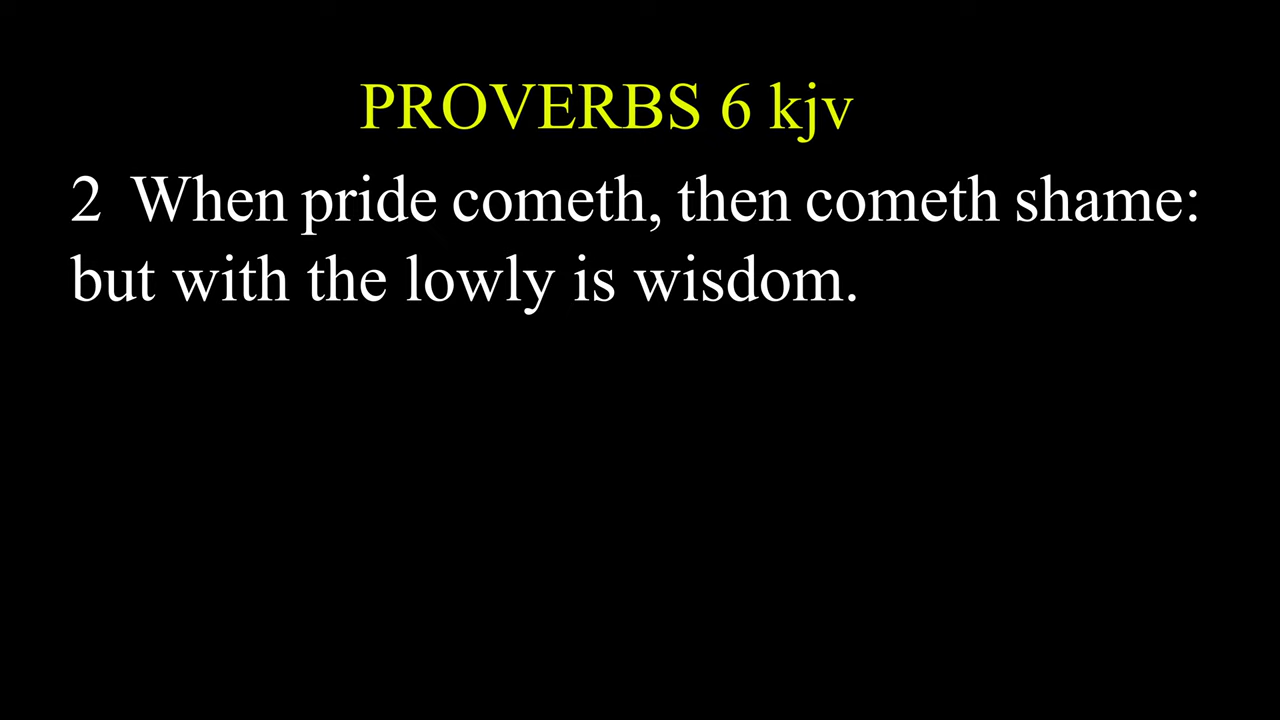 PROVERBS 6 kjv
2 When pride cometh, then cometh shame:
but with the lowly is wisdom.